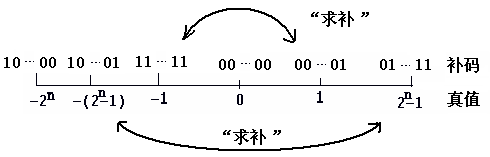 “求补”
10 ··· 00 10 ··· 01 11 ··· 11 00 ··· 00 00 ··· 01 01 ··· 11 补码
-2ⁿ -(2ⁿ-1) -1 0 1 2ⁿ-1 真值
“求补”